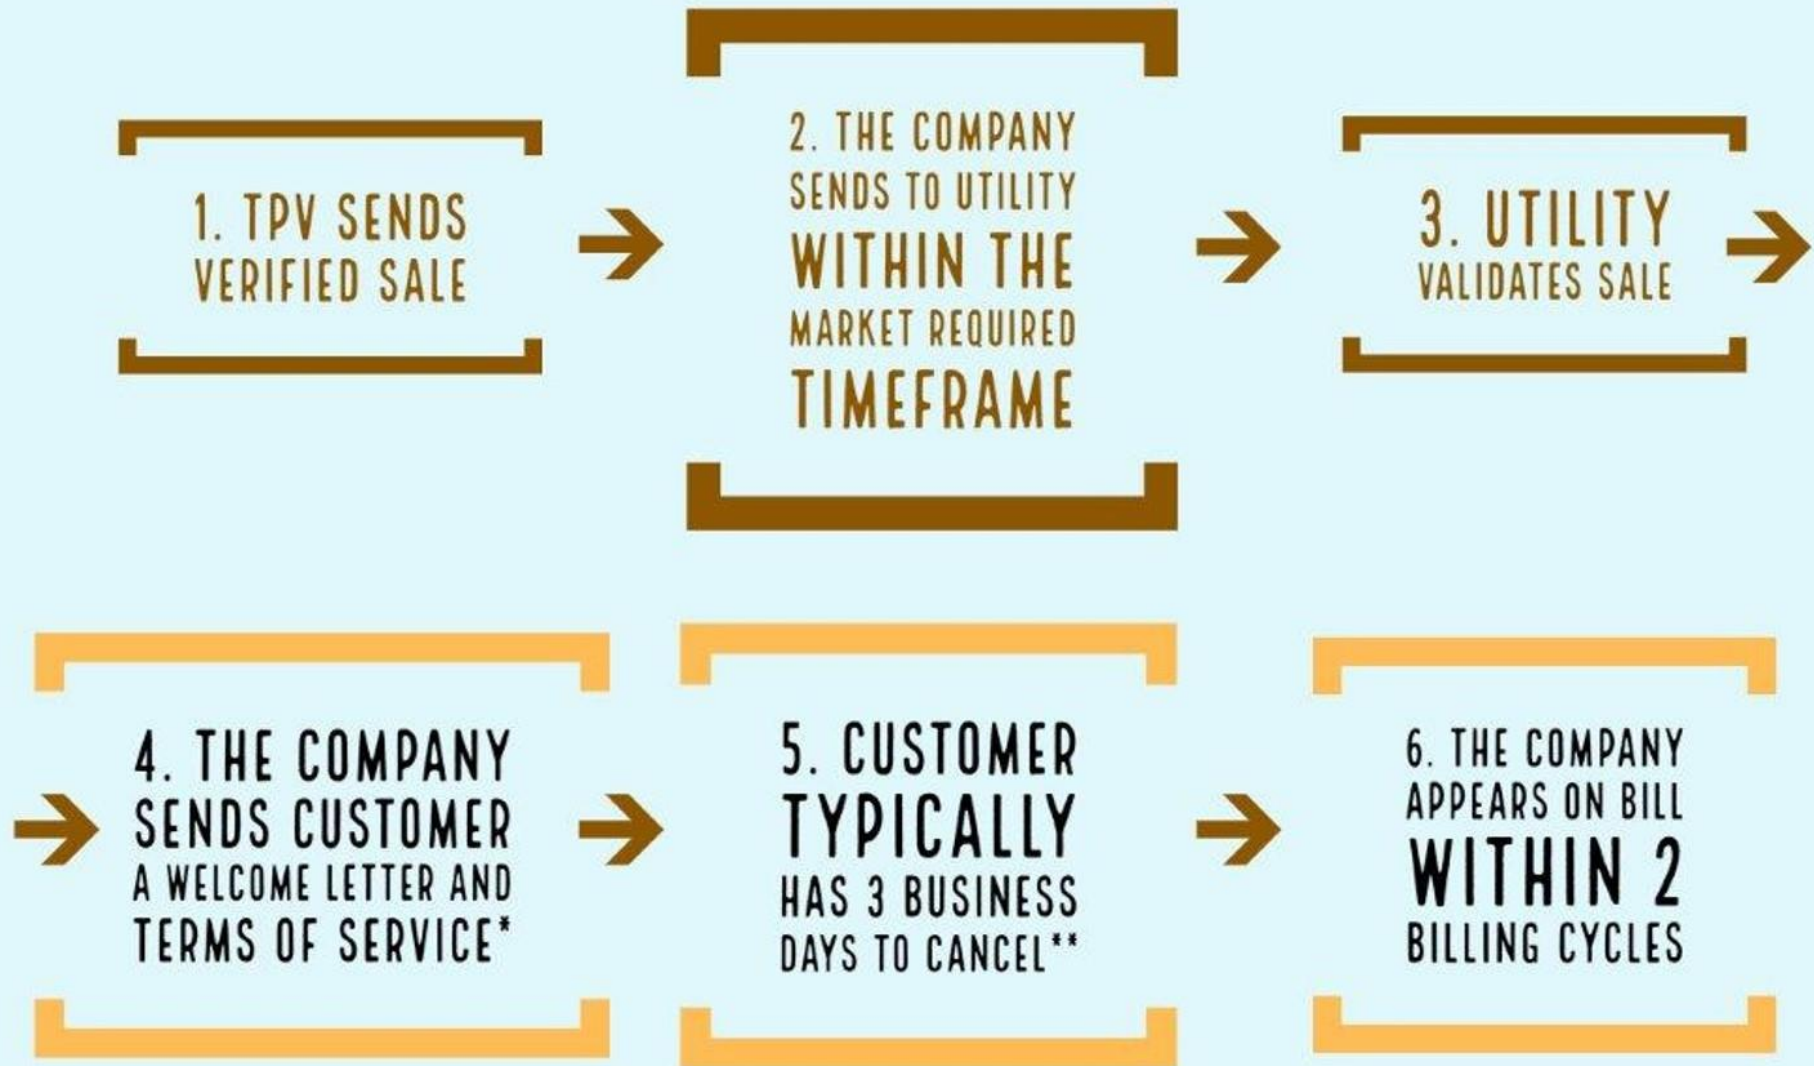 1. TPV SENDS
VERIFIED SALE
2. THE COMPANY
SENDS TO UTILITY
WITHIN THE
MARKET REQUIRED
TIMEFRAME
3. UTILITY
VALIDATES SALE
4. THE COMPANY
SENDS CUSTOMER
A WELCOME LETTER AND
TERMS OF SERVICE*
5. CUSTOMER
TYPICALLY
HAS 3 BUSINESS
DAYS TO CANCEL**
6. THE COMPANY
APPEARS ON BILL
WITHIN 2
BILLING CYCLES